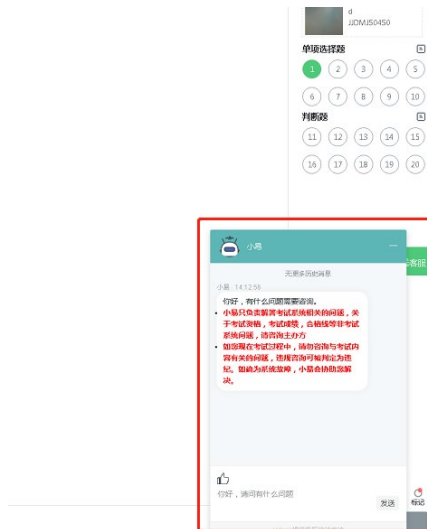 d
JJDMJS0450
单项选择题
1 2 3 4 5
6 7 8 9 10
判断题
11 12 13 14 15
16 17 18 19 20
小易
客服
无更多历史消息
小易 14:12:56
你好，有什么问题需要咨询。
• 小易只负责解答考试系统相关的问题，关
于考试资格，考试成绩，合格线等非考试
系统问题，请咨询主办方
• 如您现在考试过程中，请勿咨询与考试内
容有关的问题，违规咨询可被判定为违
纪。如确为系统故障，小易会协助您解
决。
你好，请问有什么问题
发送
标记